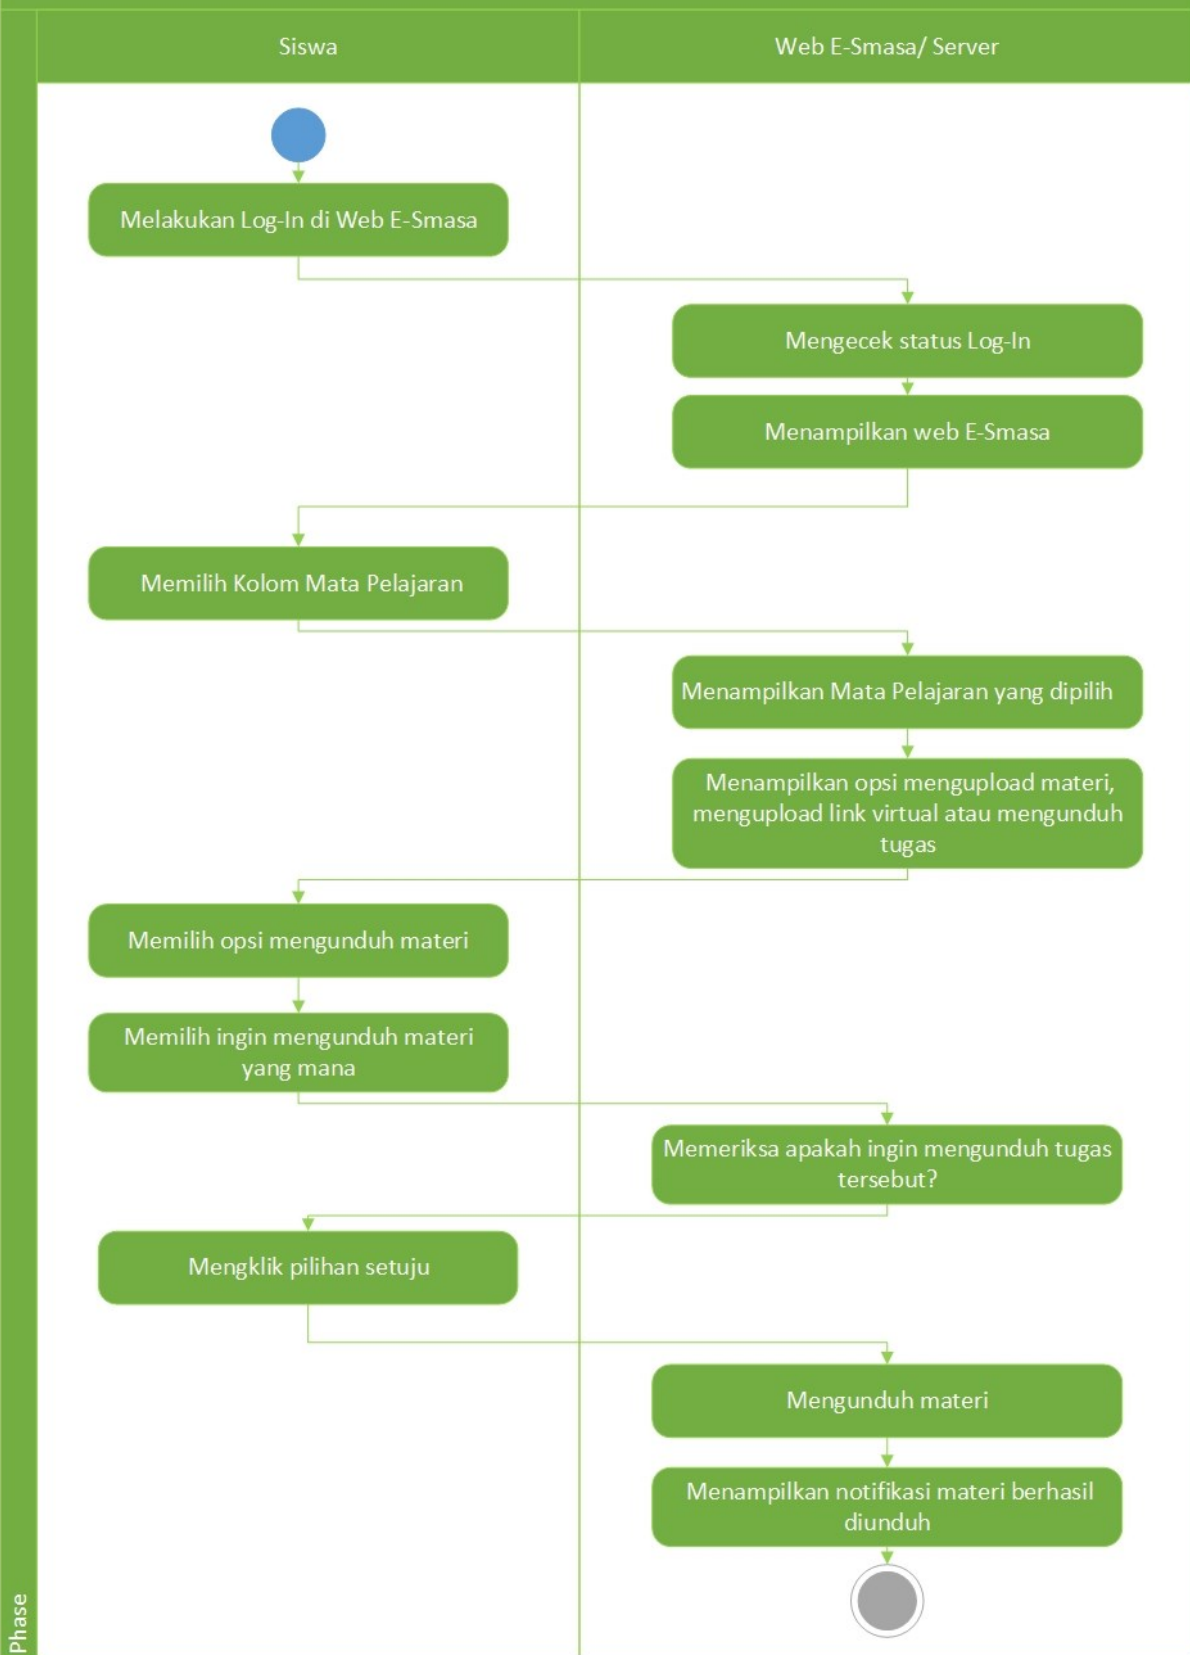 Siswa
Web E-Smasa/ Server
Melakukan Log-In di Web E-Smasa
Mengecek status Log-In
Menampilkan web E-Smasa
Memilih Kolom Mata Pelajaran
Menampilkan Mata Pelajaran yang dipilih
Menampilkan opsi mengupload materi,
mengupload link virtual atau mengunduh
tugas
Memilih opsi mengunduh materi
Memilih ingin mengunduh materi
yang mana
Memeriksa apakah ingin mengunduh tugas
tersebut?
Mengklik pilihan setuju
Mengunduh materi
Menampilkan notifikasi materi berhasil
diunduh
Phase